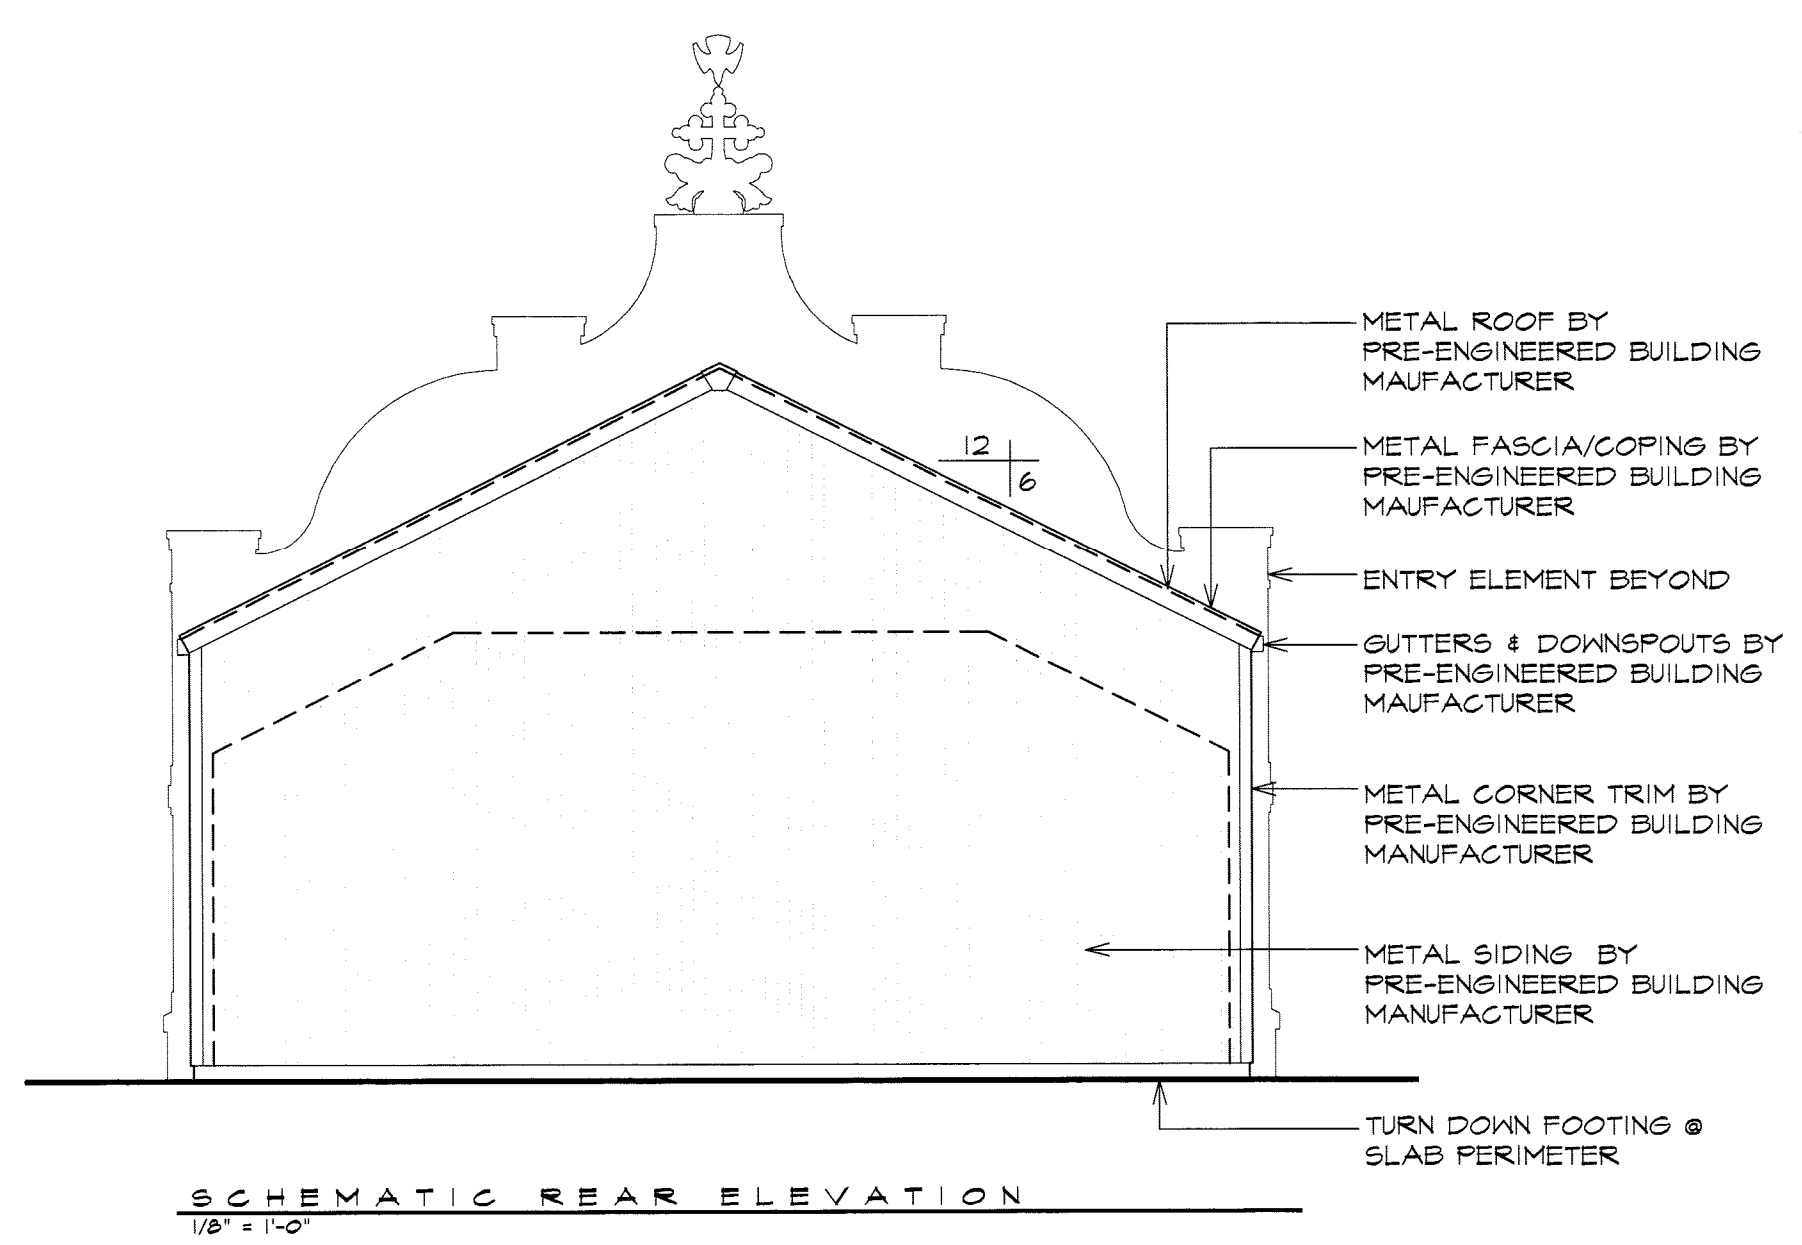 METAL ROOF BY
PRE-ENGINEERED BUILDING
MAUFACTURER
12
6
METAL FASCIA/COPING BY
PRE-ENGINEERED BUILDING
MAUFACTURER
ENTRY ELEMENT BEYOND
GUTTERS & DOWNSPOUTS BY
PRE-ENGINEERED BUILDING
MAUFACTURER
METAL CORNER TRIM BY
PRE-ENGINEERED BUILDING
MANUFACTURER
METAL SIDING BY
PRE-ENGINEERED BUILDING
MANUFACTURER
TURN DOWN FOOTING @
SLAB PERIMETER
SCHEMATIC REAR ELEVATION
1/8" = 1'-0"